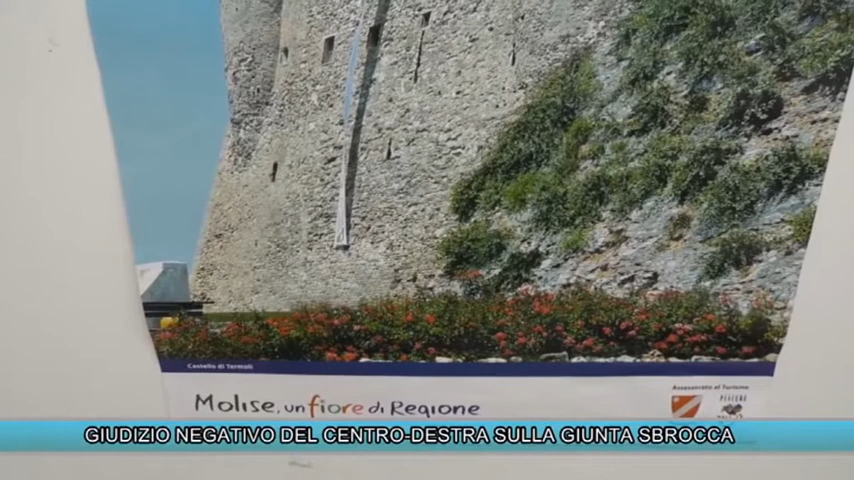 Castello di Termoli
Molise, un fiore di Regione
Assessorato al Turismo
GIUDIZIO NEGATIVO DEL CENTRO-DESTRA SULLA GIUNTA SBROCCA